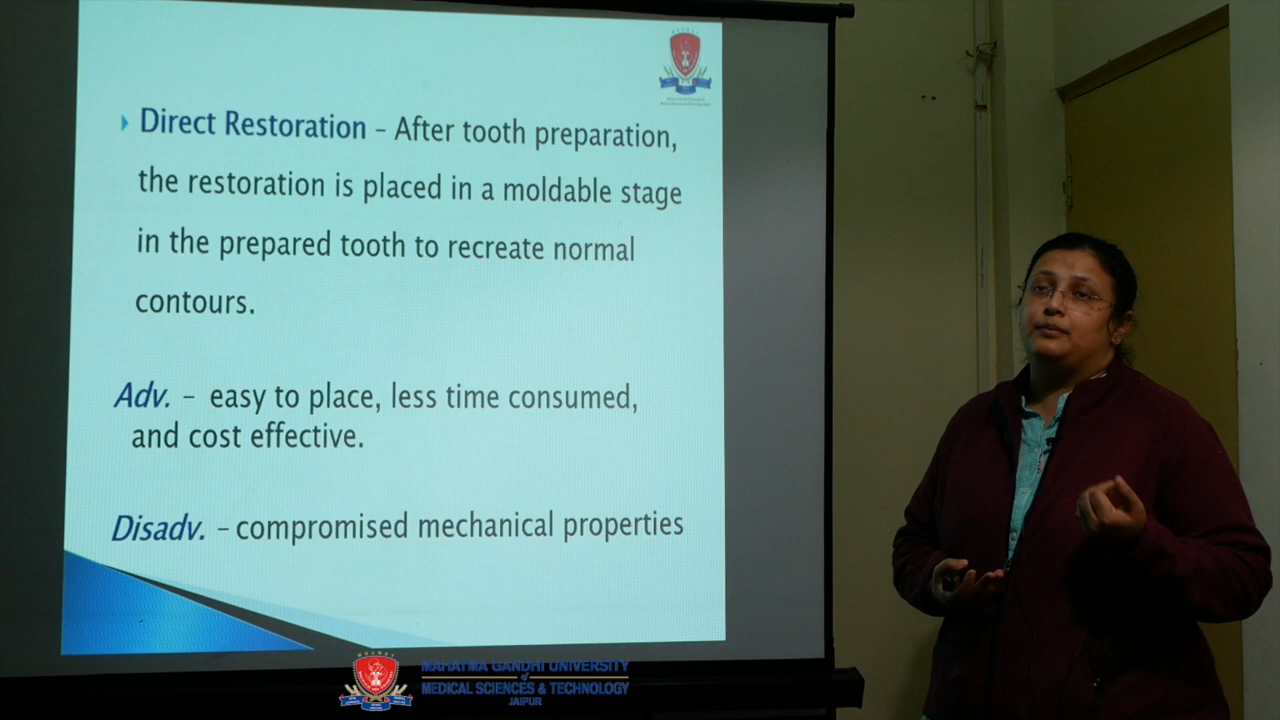 Direct Restoration – After tooth preparation,
the restoration is placed in a moldable stage
in the prepared tooth to recreate normal
contours.
Adv. – easy to place, less time consumed,
and cost effective.
Disadv. – compromised mechanical properties
MAHATMA GANDHI UNIVERSITY
of
MEDICAL SCIENCES & TECHNOLOGY
JAIPUR